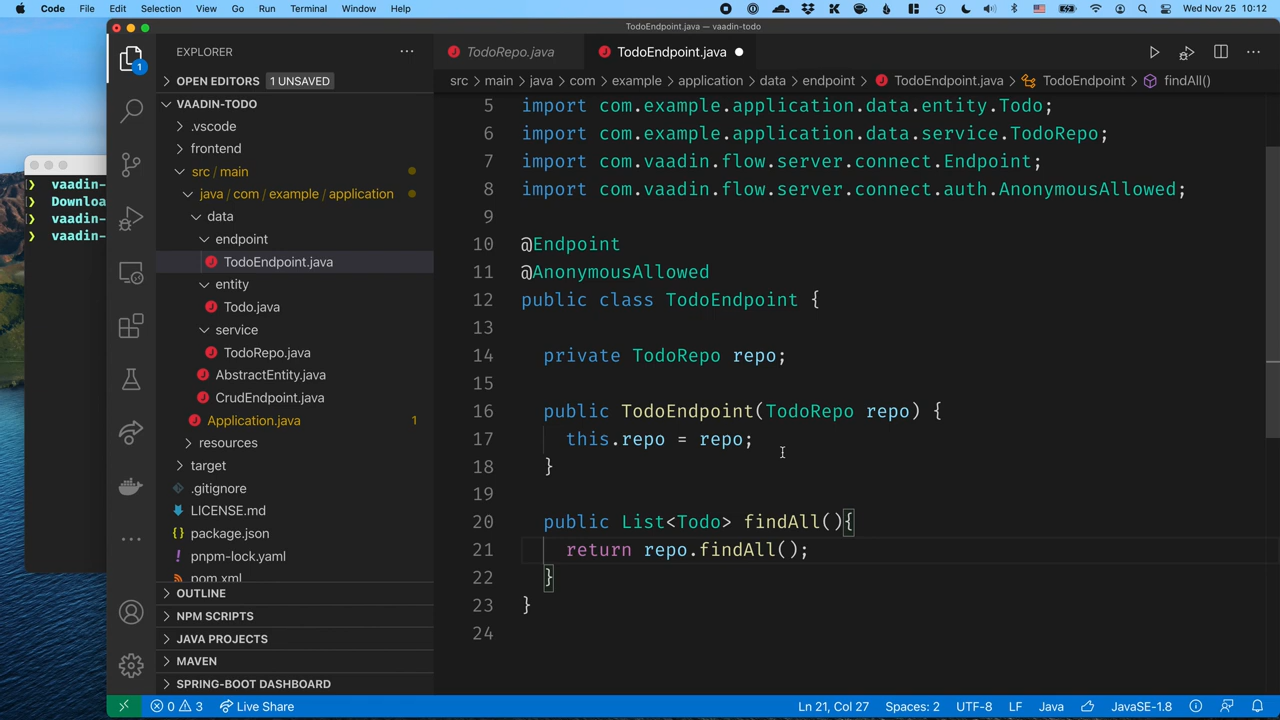 Code File Edit Selection View Go Run Terminal Window Help Wed Nov 25 10:12
TodoEndpoint.java — vaadin-todo
EXPLORER
TodoRepo.java TodoEndpoint.java
OPEN EDITORS 1 UNSAVED
src > main > java > com > example > application > data > endpoint > TodoEndpoint.java > TodoEndpoint > findAll()
1
VAADIN-TODO
.vscode
frontend
src / main
java / com / example / application
data
endpoint
TodoEndpoint.java
entity
Todo.java
service
TodoRepo.java
AbstractEntity.java
CrudEndpoint.java
Application.java 1
resources
target
.gitignore
LICENSE.md
package.json
pnpm-lock.yaml
pom.xml
OUTLINE
NPM SCRIPTS
JAVA PROJECTS
MAVEN
SPRING-BOOT DASHBOARD
❯ vaadin-
❯ Downloa
❯ vaadin-
❯ vaadin-
5 import com.example.application.data.entity.Todo;
6 import com.example.application.data.service.TodoRepo;
7 import com.vaadin.flow.server.connect.Endpoint;
8 import com.vaadin.flow.server.connect.auth.AnonymousAllowed;
9
10 @Endpoint
11 @AnonymousAllowed
12 public class TodoEndpoint {
13
14 private TodoRepo repo;
15
16 public TodoEndpoint(TodoRepo repo) {
17 this.repo = repo;
18 }
19
20 public List<Todo> findAll(){
21 return repo.findAll();
22 }
23 }
24
0 3 Live Share Ln 21, Col 27 Spaces: 2 UTF-8 LF Java JavaSE-1.8